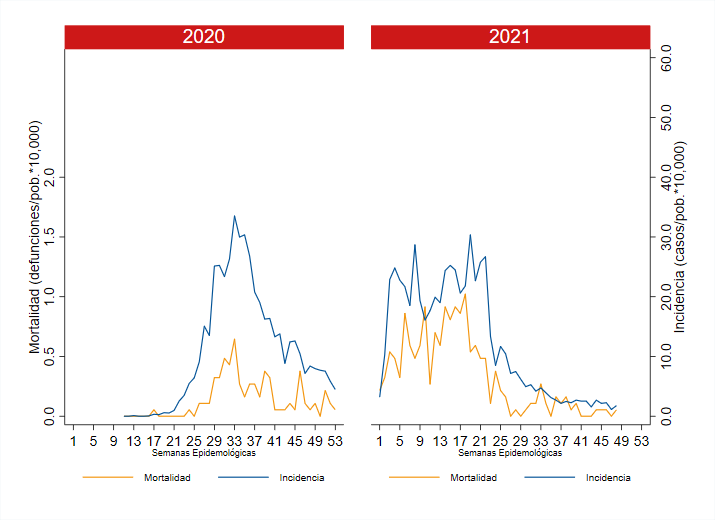 2020
2021
Mortalidad (defunciones/pob.*10,000)
0.0 0.5 1.0 1.5 2.0
0.0 10.0 20.0 30.0 40.0 50.0 60.0
Incidencia (casos/pob.*10,000)
1 5 9 13 17 21 25 29 33 37 41 45 49 53
1 5 9 13 17 21 25 29 33 37 41 45 49 53
Semanas Epidemológicas
Semanas Epidemológicas
Mortalidad Incidencia
Mortalidad Incidencia